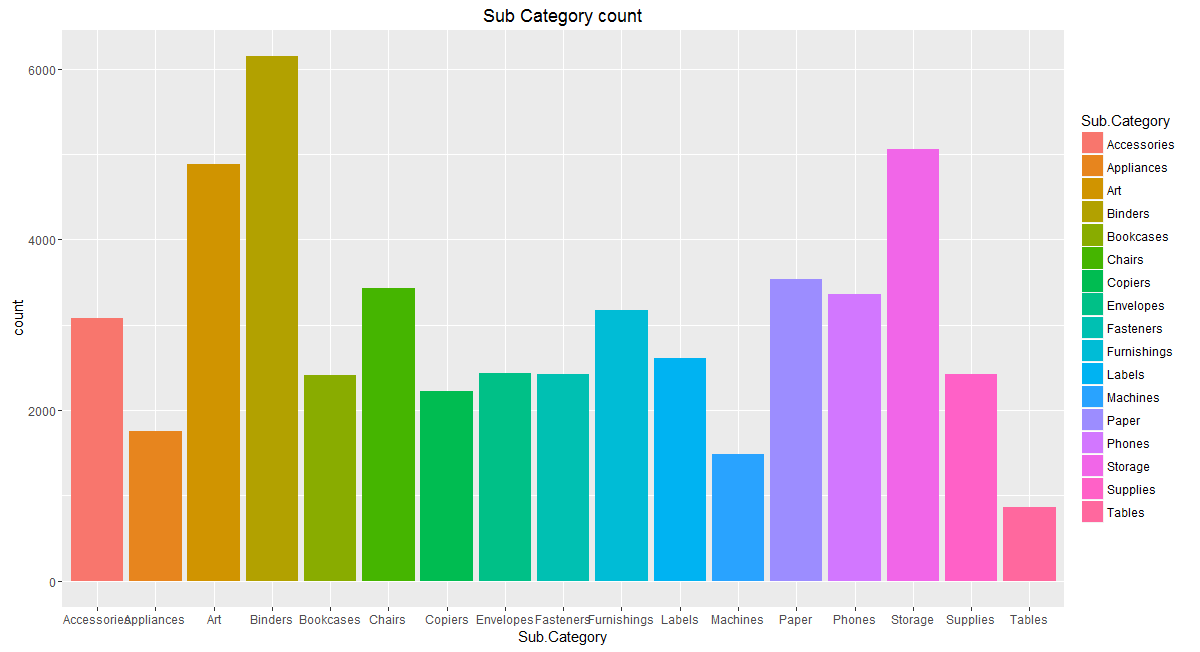 Sub Category count
6000
4000
2000
0
count
Accessories Appliances Art Binders Bookcases Chairs Copiers Envelopes Fasteners Furnishings Labels Machines Paper Phones Storage Supplies Tables
Sub.Category
Sub.Category
Accessories
Appliances
Art
Binders
Bookcases
Chairs
Copiers
Envelopes
Fasteners
Furnishings
Labels
Machines
Paper
Phones
Storage
Supplies
Tables